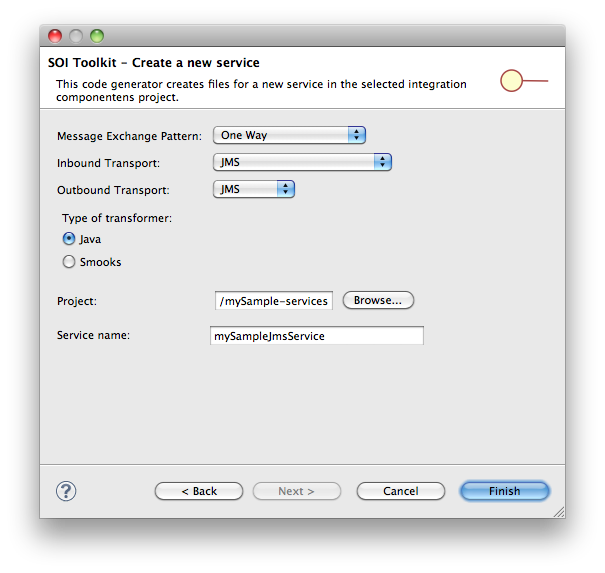 SOI Toolkit – Create a new service
This code generator creates files for a new service in the selected integration
componentens project.
Message Exchange Pattern: One Way
Inbound Transport: JMS
Outbound Transport: JMS
Type of transformer:
Java
Smooks
Project: /mySample-services Browse...
Service name: mySampleJmsService
? < Back Next > Cancel Finish